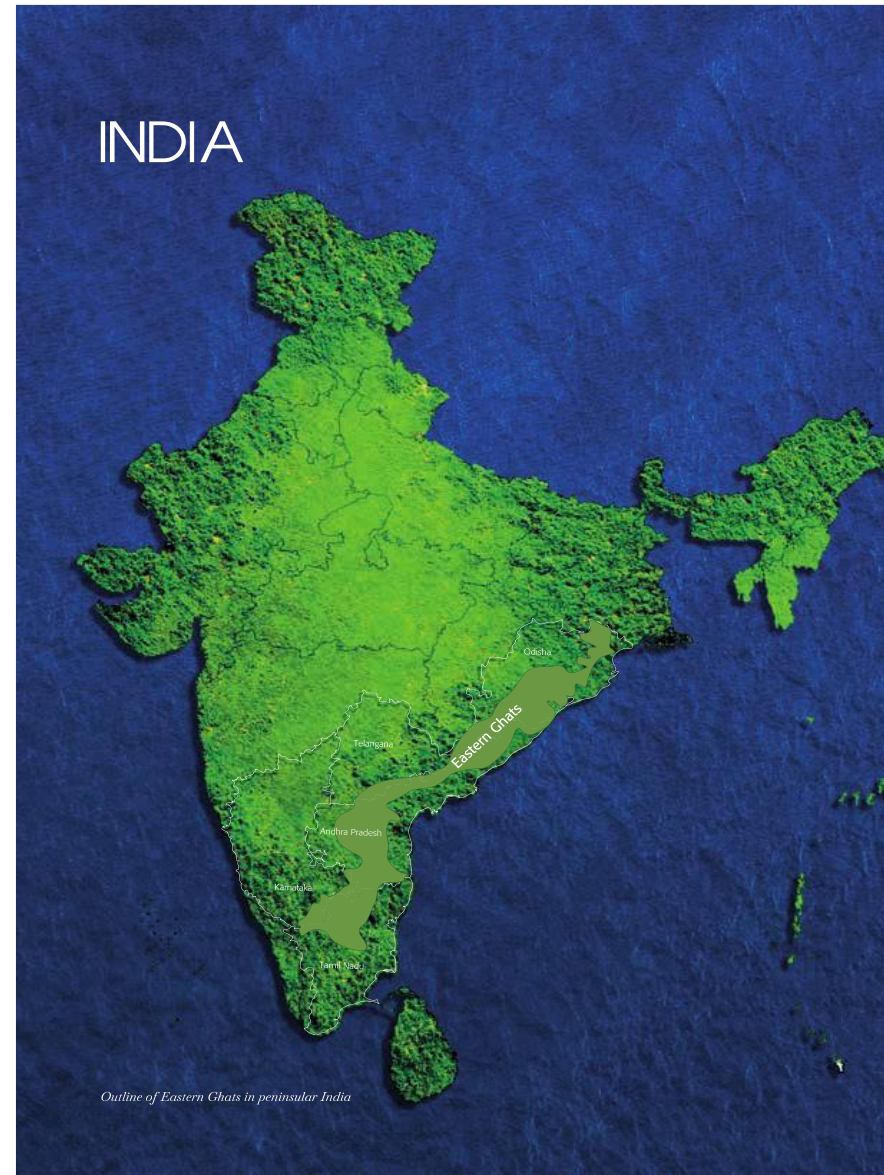 INDIA
Odisha
Eastern Ghats
Telangana
Andhra Pradesh
Karnataka
Tamil Nadu
Outline of Eastern Ghats in peninsular India